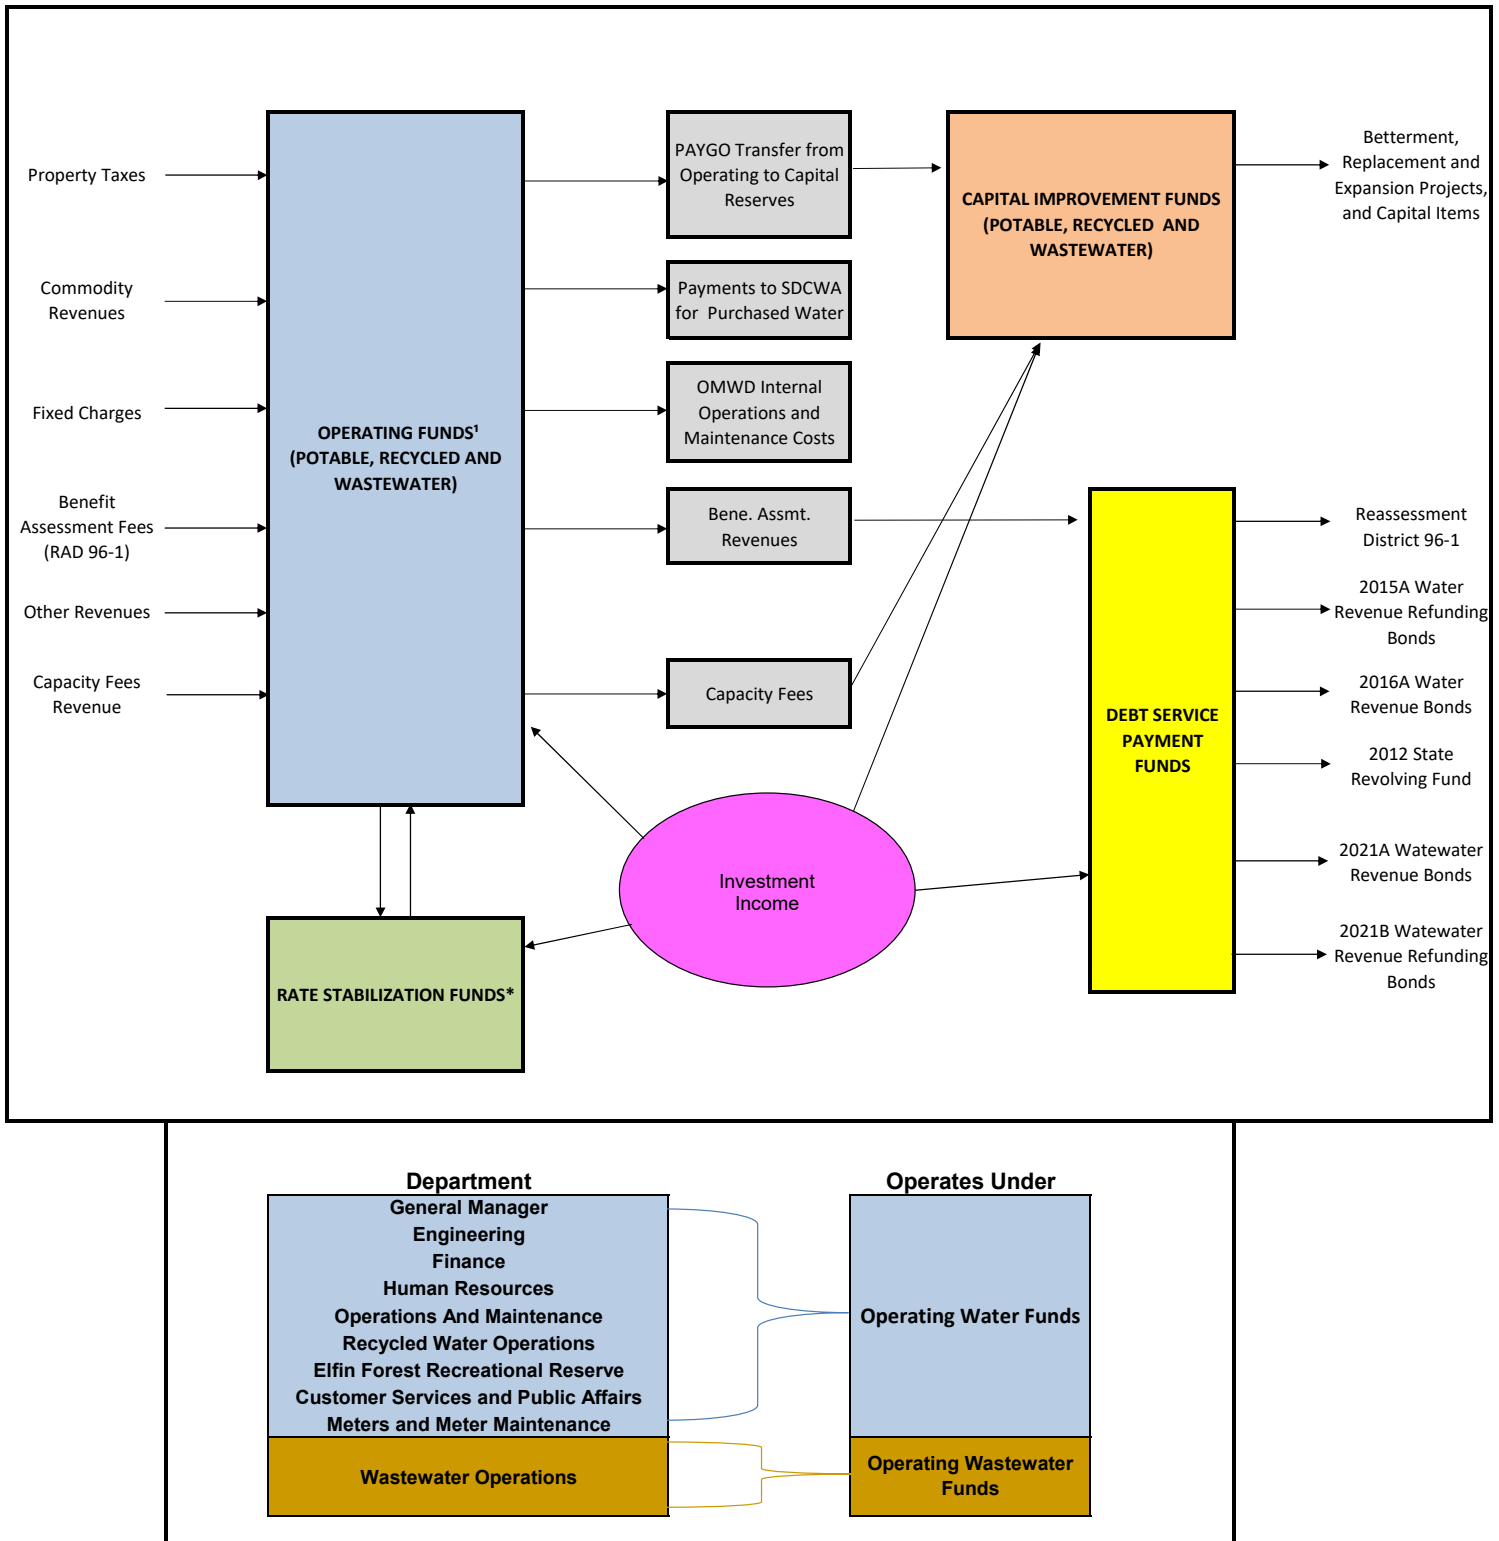 Property Taxes
Commodity
Revenues
Fixed Charges
Benefit
Assessment Fees
(RAD 96-1)
Other Revenues
Capacity Fees
Revenue
OPERATING FUNDS¹
(POTABLE, RECYCLED AND
WASTEWATER)
PAYGO Transfer from
Operating to Capital
Reserves
Payments to SDCWA
for Purchased Water
OMWD Internal
Operations and
Maintenance Costs
Bene. Assmt.
Revenues
Capacity Fees
CAPITAL IMPROVEMENT FUNDS
(POTABLE, RECYCLED AND
WASTEWATER)
Betterment,
Replacement and
Expansion Projects,
and Capital Items
DEBT SERVICE
PAYMENT
FUNDS
Reassessment
District 96-1
2015A Water
Revenue Refunding
Bonds
2016A Water
Revenue Bonds
2012 State
Revolving Fund
2021A Watewater
Revenue Bonds
2021B Watewater
Revenue Refunding
Bonds
Investment
Income
RATE STABILIZATION FUNDS*
Department
General Manager
Engineering
Finance
Human Resources
Operations And Maintenance
Recycled Water Operations
Elfin Forest Recreational Reserve
Customer Services and Public Affairs
Meters and Meter Maintenance
Wastewater Operations
Operates Under
Operating Water Funds
Operating Wastewater
Funds